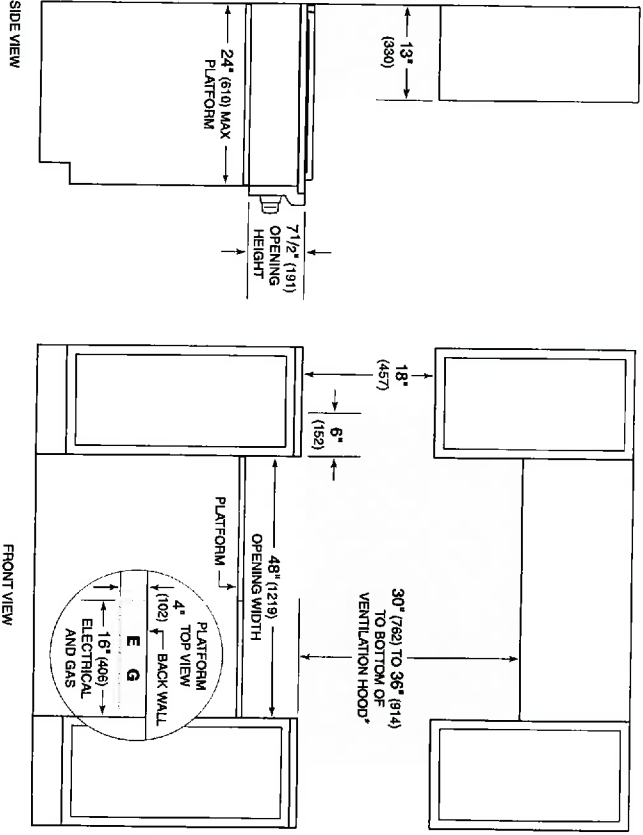 13"
(330)
24" (610) MAX
PLATFORM
7 1/2" (191)
OPENING
HEIGHT
SIDE VIEW
18"
(457)
6"
(152)
30" (762) TO 36" (914)
TO BOTTOM OF
VENTILATION HOOD*
48" (1219)
OPENING WIDTH
PLATFORM
PLATFORM
TOP VIEW
4"
(102)
BACK WALL
E G
16" (406)
ELECTRICAL
AND GAS
FRONT VIEW